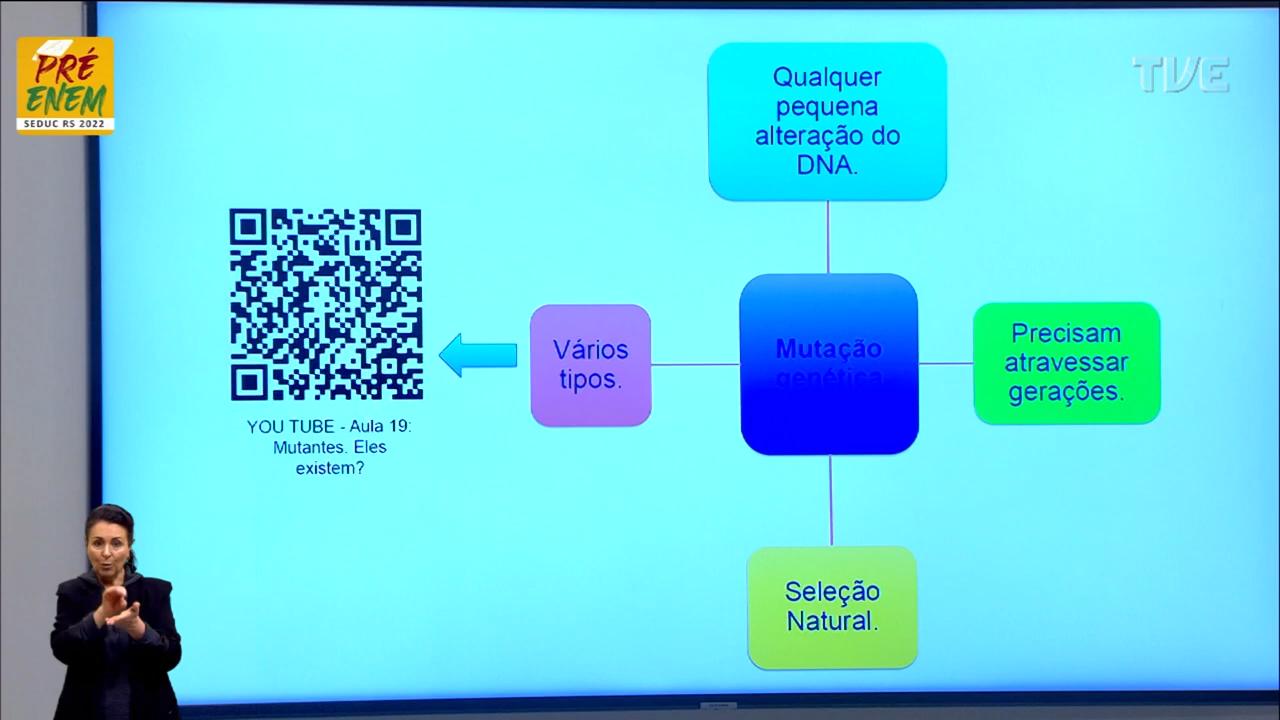 PRÉ
ENEM
SEDUC RS 2022
TVE
Qualquer
pequena
alteração do
DNA.
Vários
tipos.
Mutação
genética
Precisam
atravessar
gerações.
YOU TUBE - Aula 19:
Mutantes. Eles
existem?
Seleção
Natural.